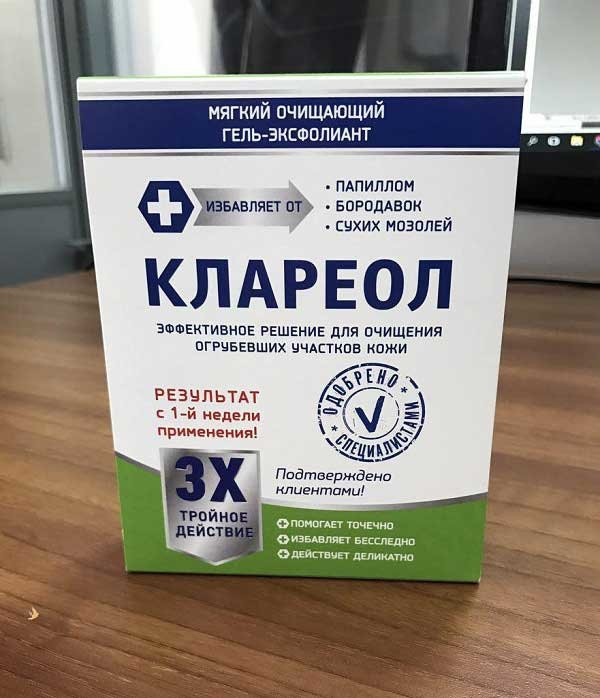 МЯГКИЙ ОЧИЩАЮЩИЙ
ГЕЛЬ-ЭКСФОЛИАНТ
ИЗБАВЛЯЕТ ОТ
• ПАПИЛЛОМ
• БОРОДАВОК
• СУХИХ МОЗОЛЕЙ
КЛАРЕОЛ
ЭФФЕКТИВНОЕ РЕШЕНИЕ ДЛЯ ОЧИЩЕНИЯ
ОГРУБЕВШИХ УЧАСТКОВ КОЖИ
РЕЗУЛЬТАТ
с 1-й недели
применения!
ОДОБРЕНО
СПЕЦИАЛИСТАМИ
Подтверждено
клиентами!
3X
ТРОЙНОЕ
ДЕЙСТВИЕ
ПОМОГАЕТ ТОЧЕЧНО
ИЗБАВЛЯЕТ БЕССЛЕДНО
ДЕЙСТВУЕТ ДЕЛИКАТНО